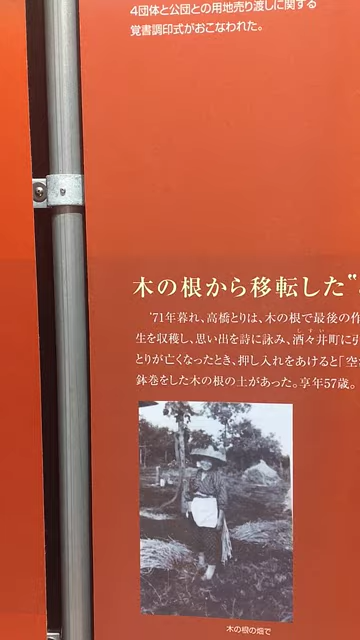 4団体と公団との用地売り渡しに関する
覚書調印式がおこなわれた。
木の根から移転した“
'71年暮れ、高橋とりは、木の根で最後の作
生を収穫し、思い出を詩に詠み、酒々井町に引
とりが亡くなったとき、押し入れをあけると「空
鉢巻をした木の根の土があった。享年57歳。
木の根の畑で